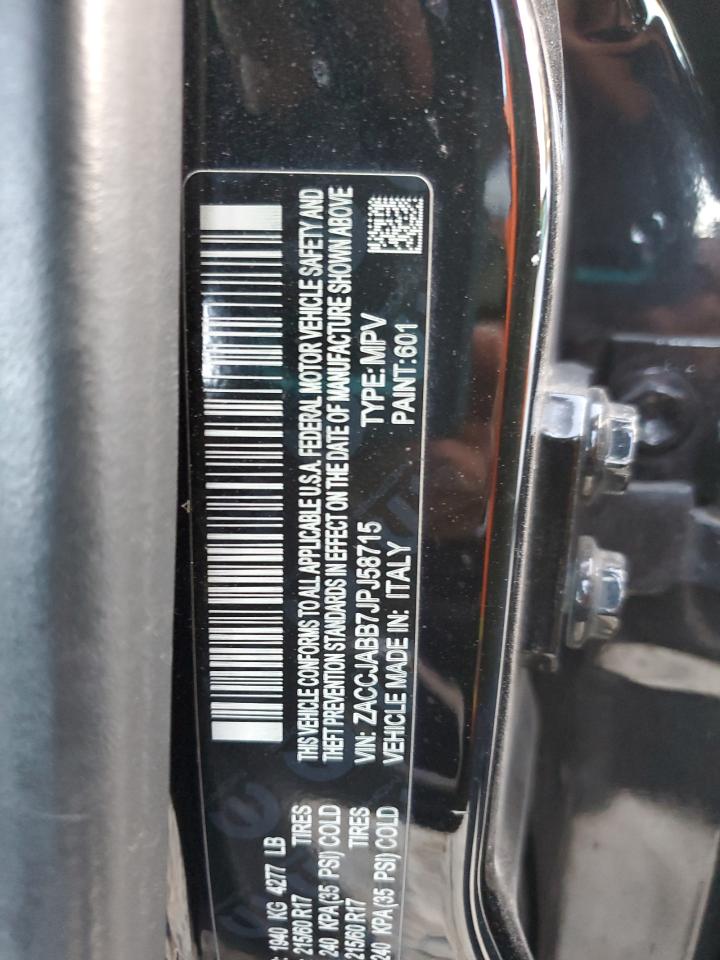 : 1940 KG 4277 LB
215/60 R17 TIRES
240 KPA(35 PSI) COLD
215/60 R17 TIRES
240 KPA(35 PSI) COLD
THIS VEHICLE CONFORMS TO ALL APPLICABLE U.S.A. FEDERAL MOTOR VEHICLE SAFETY AND
THEFT PREVENTION STANDARDS IN EFFECT ON THE DATE OF MANUFACTURE SHOWN ABOVE
VIN: ZACCJABB7JPJ58715 TYPE: MPV
VEHICLE MADE IN: ITALY PAINT:601